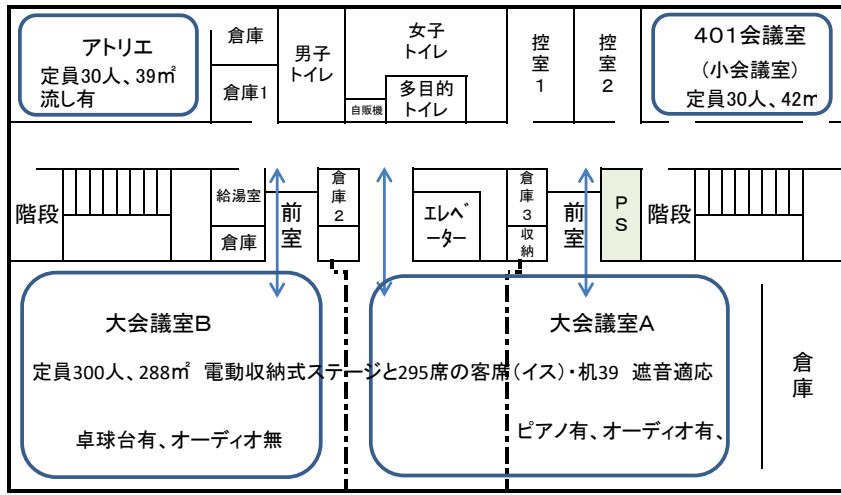 アトリエ
定員30人、39㎡
流し有
倉庫
倉庫1
男子
トイレ
女子
トイレ
自販機
多目的
トイレ
控室1
控室2
401会議室
(小会議室)
定員30人、42㎡
階段
給湯室
倉庫
前室
倉庫2
エレベーター
倉庫3
収納
前室
PS
階段
大会議室B
大会議室A
定員300人、288㎡ 電動収納式ステージと295席の客席(イス)・机39 遮音適応
卓球台有、オーディオ無
ピアノ有、オーディオ有、
倉庫